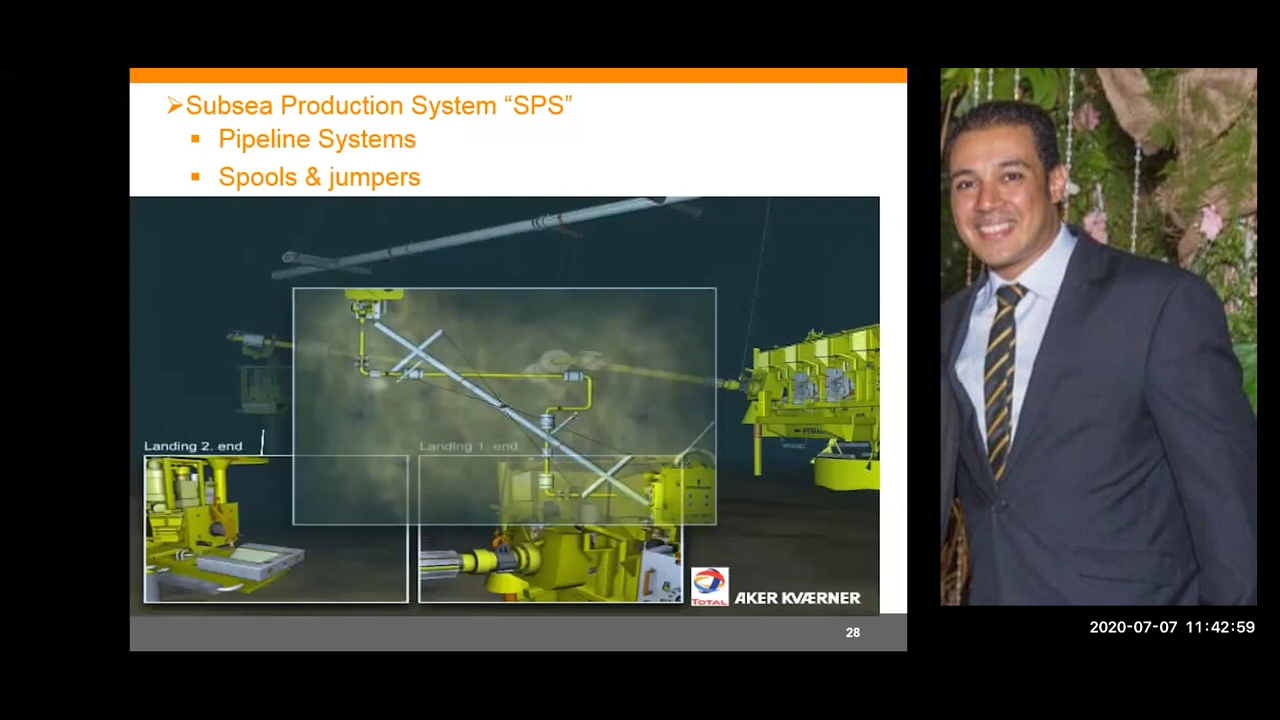 ➢Subsea Production System “SPS”
▪ Pipeline Systems
▪ Spools & jumpers
Landing 2. end
Landing 1. end
TOTAL
AKER KVÆRNER
28
2020-07-07 11:42:59